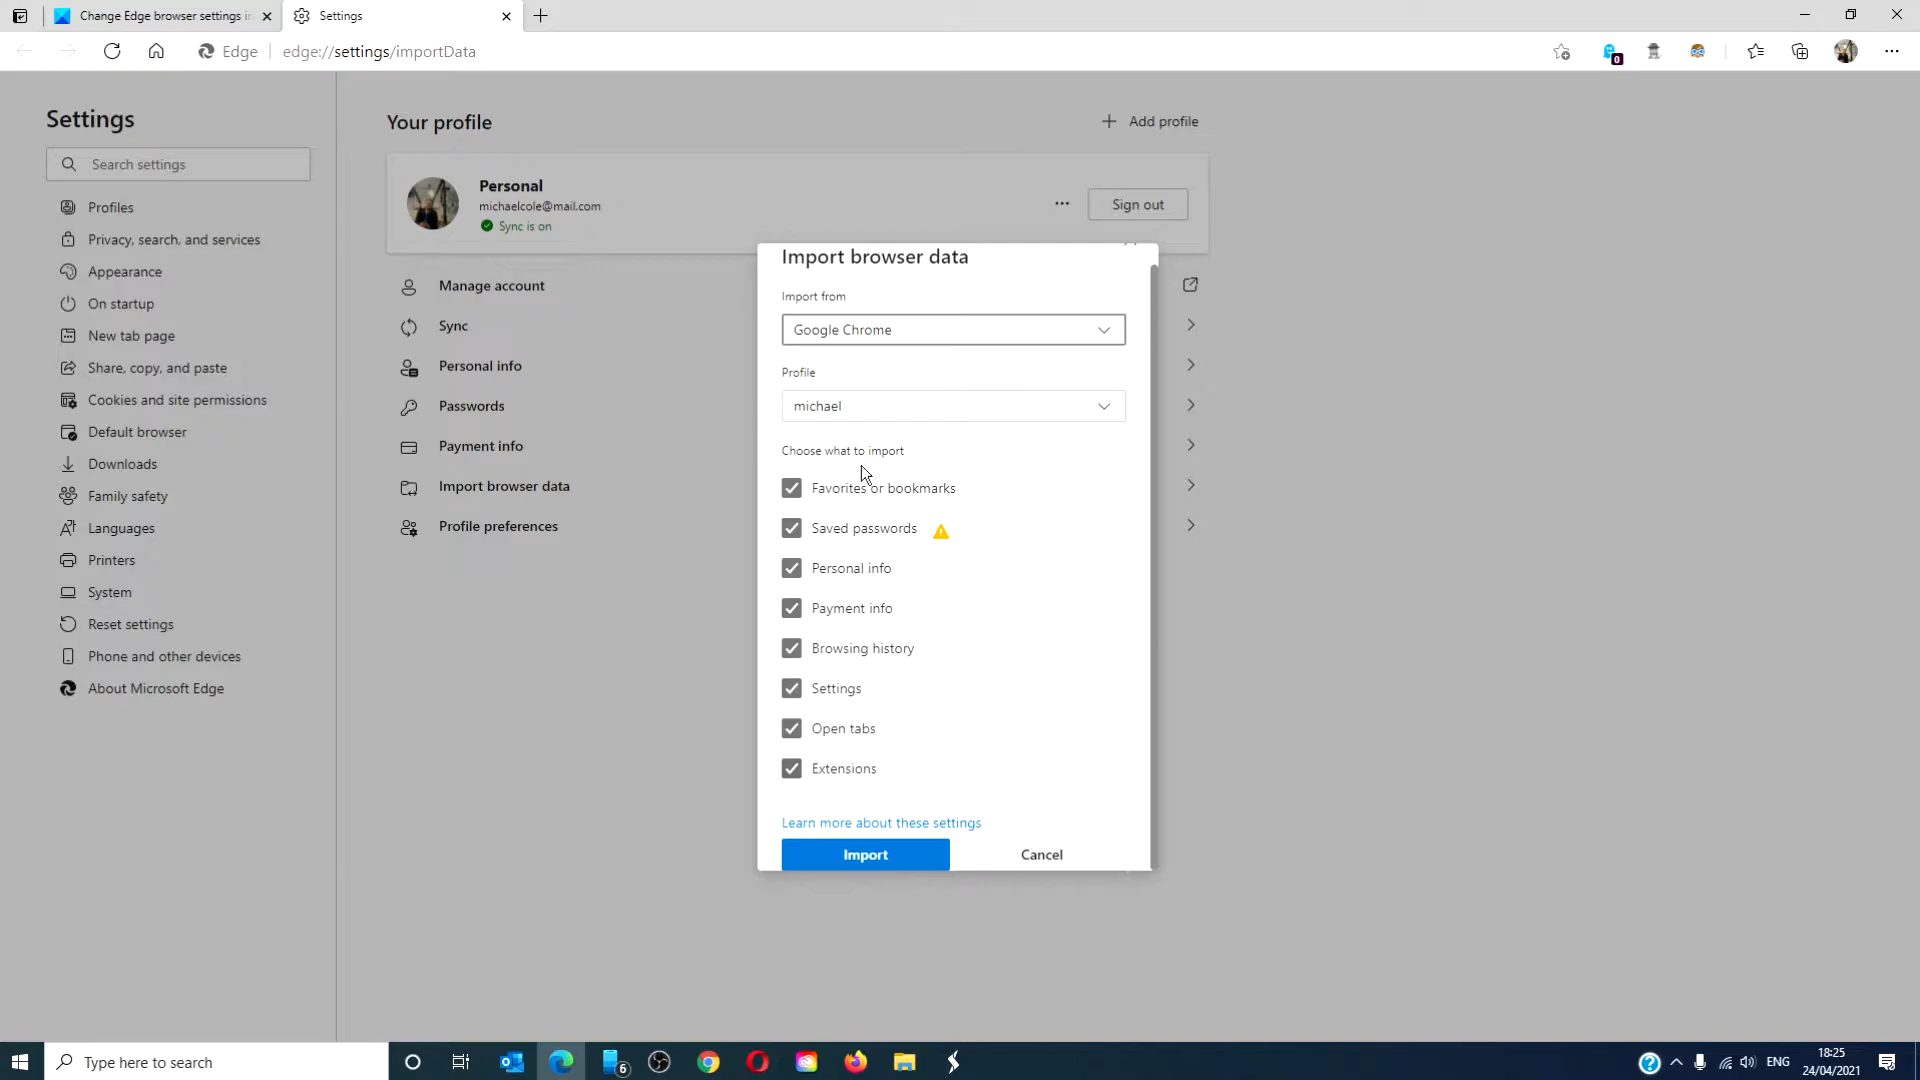 Change Edge browser settings i
Settings
Edge
edge://settings/importData
0
Settings
Search settings
Profiles
Privacy, search, and services
Appearance
On startup
New tab page
Share, copy, and paste
Cookies and site permissions
Default browser
Downloads
Family safety
Languages
Printers
System
Reset settings
Phone and other devices
About Microsoft Edge
Your profile
Add profile
Personal
michaelcole@mail.com
Sync is on
Sign out
Manage account
Sync
Personal info
Passwords
Payment info
Import browser data
Profile preferences
Import browser data
Import from
Google Chrome
Profile
michael
Choose what to import
Favorites or bookmarks
Saved passwords
Personal info
Payment info
Browsing history
Settings
Open tabs
Extensions
Learn more about these settings
Import
Cancel
Type here to search
6
ENG
18:25
24/04/2021